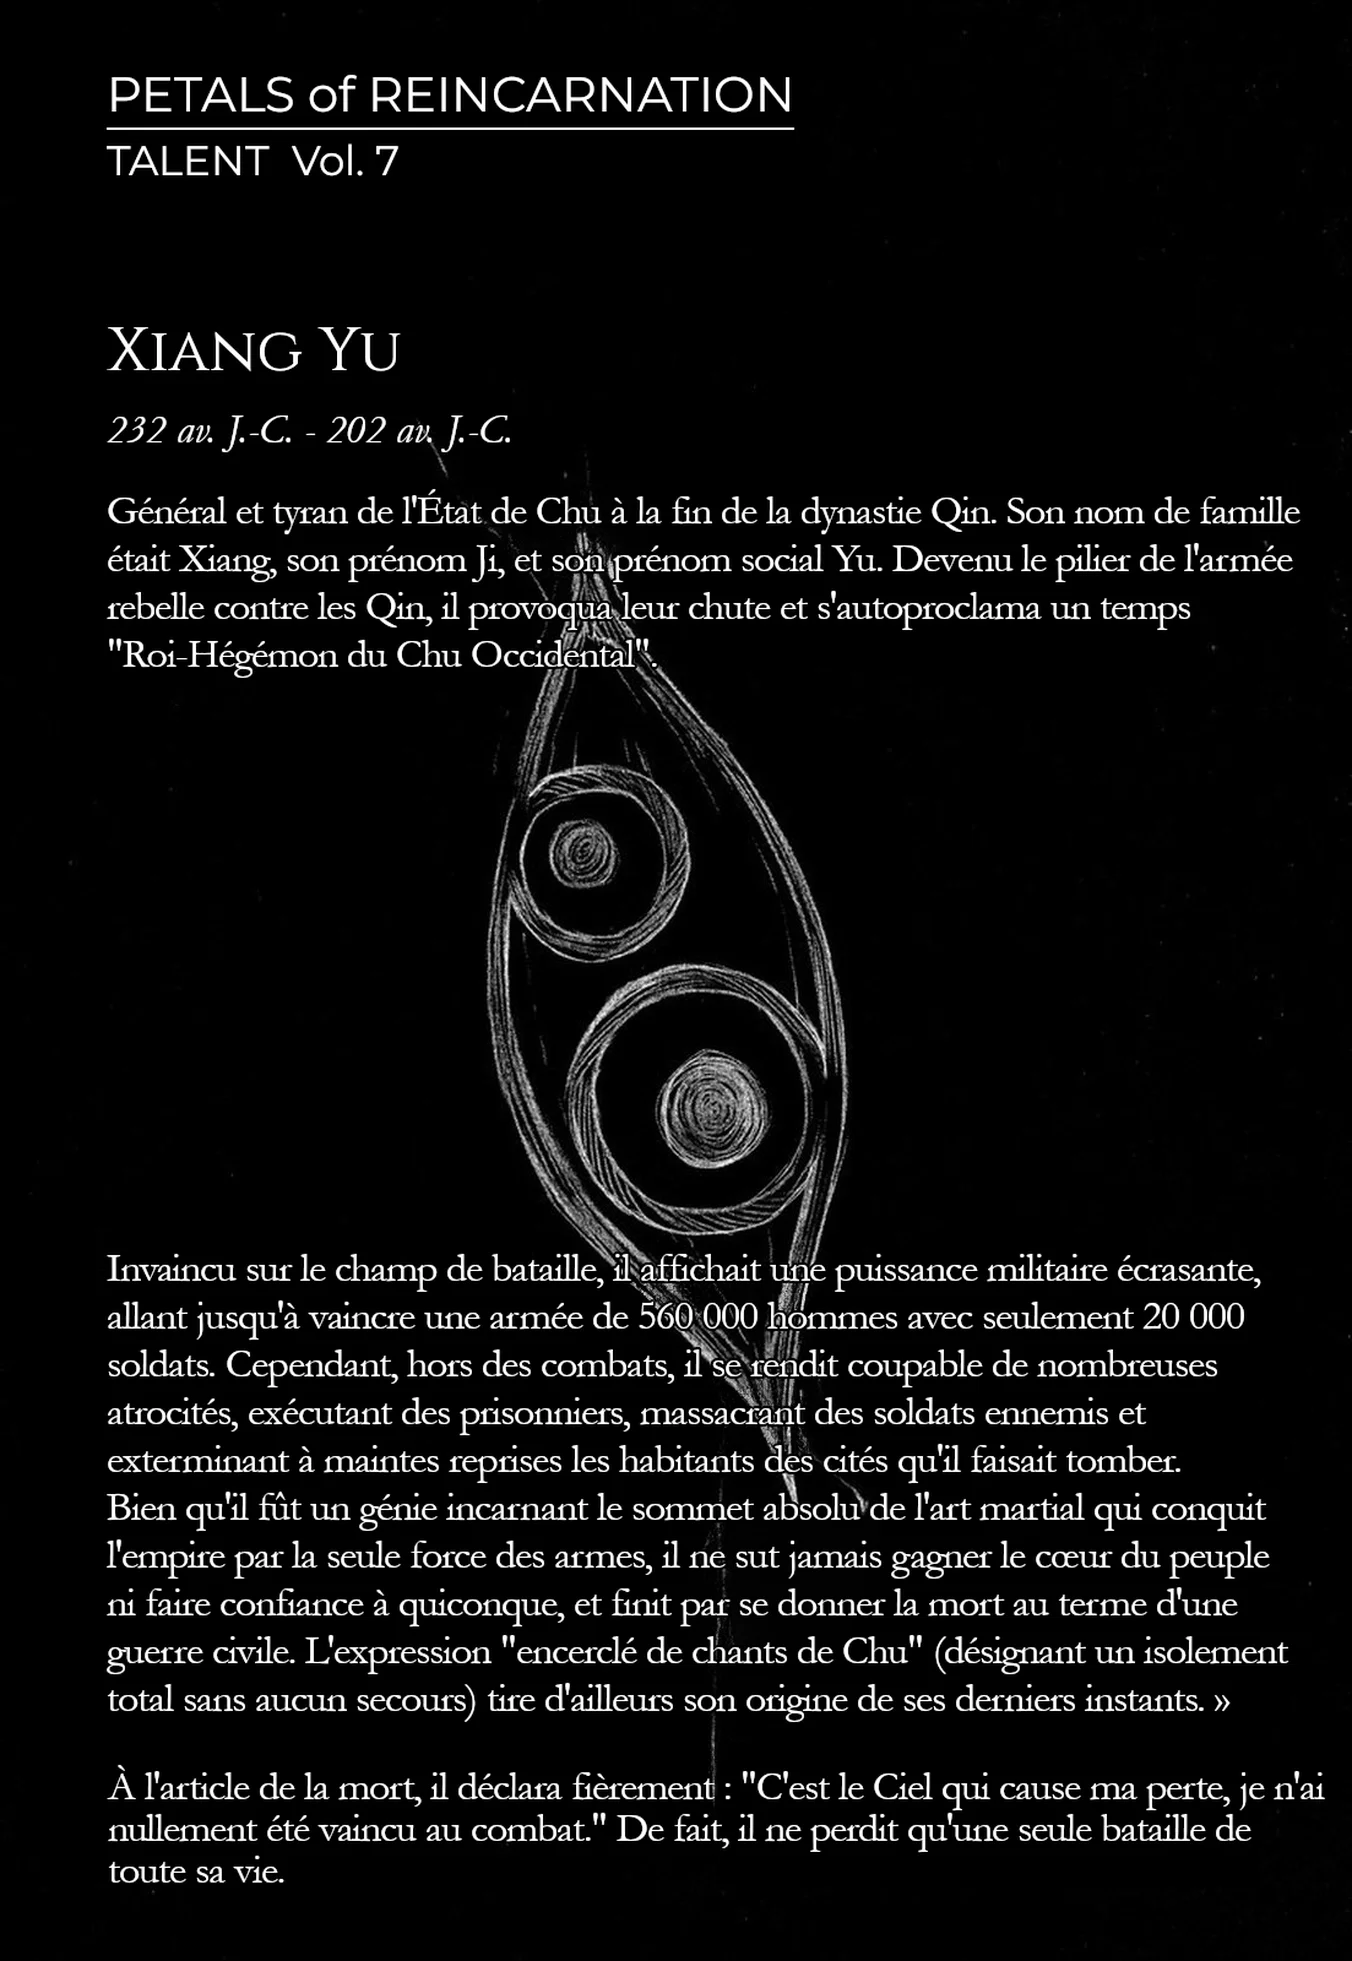 PETALS of REINCARNATION
TALENT Vol. 7
XIANG YU
232 av. J.-C. - 202 av. J.-C.
Général et tyran de l'État de Chu à la fin de la dynastie Qin. Son nom de famille
était Xiang, son prénom Ji, et son prénom social Yu. Devenu le pilier de l'armée
rebelle contre les Qin, il provoqua leur chute et s'autoproclama un temps
"Roi-Hégémon du Chu Occidental".
Invaincu sur le champ de bataille, il affichait une puissance militaire écrasante,
allant jusqu'à vaincre une armée de 560 000 hommes avec seulement 20 000
soldats. Cependant, hors des combats, il se rendit coupable de nombreuses
atrocités, exécutant des prisonniers, massacrant des soldats ennemis et
exterminant à maintes reprises les habitants des cités qu'il faisait tomber.
Bien qu'il fût un génie incarnant le sommet absolu de l'art martial qui conquit
l'empire par la seule force des armes, il ne sut jamais gagner le cœur du peuple
ni faire confiance à quiconque, et finit par se donner la mort au terme d'une
guerre civile. L'expression "encerclé de chants de Chu" (désignant un isolement
total sans aucun secours) tire d'ailleurs son origine de ses derniers instants. »
À l'article de la mort, il déclara fièrement : "C'est le Ciel qui cause ma perte, je n'ai
nullement été vaincu au combat." De fait, il ne perdit qu'une seule bataille de
toute sa vie.